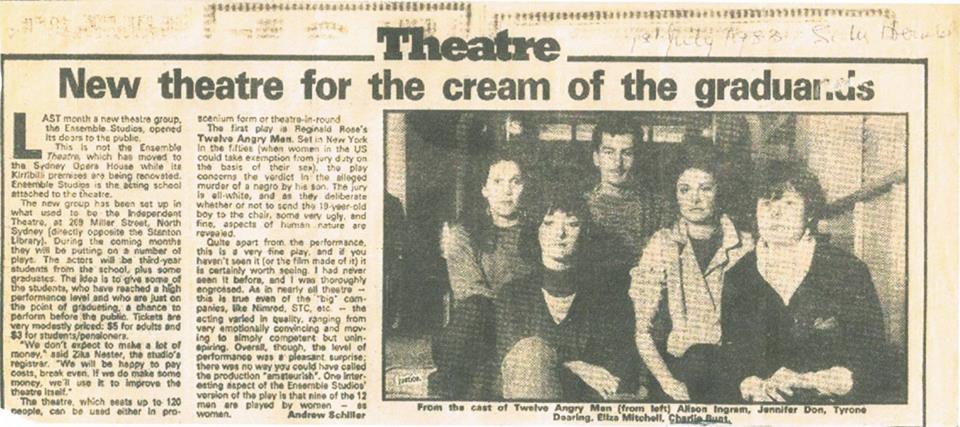 1st July 1983
Theatre
New theatre for the cream of the graduands
LAST month a new theatre group,
the Ensemble Studios, opened
its doors to the public.
This is not the Ensemble
Theatre, which has moved to
the Sydney Opera House while its
Kirribilli premises are being renovated.
Ensemble Studios is the acting school
attached to the theatre.
The new group has been set up in
what used to be the Independent
Theatre, at 269 Miller Street, North
Sydney (directly opposite the Stanton
Library). During the coming months
they will be putting on a number of
plays. The actors will be third-year
students from the school, plus some
graduates. The idea is to give some of
the students, who have reached a high
performance level and who are just on
the point of graduating, a chance to
perform before the public. Tickets are
very modestly priced: $5 for adults and
$3 for students/pensioners.
"We don't expect to make a lot of
money," said Zika Nester, the studio's
registrar. "We will be happy to pay
costs, break even. If we do make some
money, we'll use it to improve the
theatre itself."
The theatre, which seats up to 120
people, can be used either in pro-
scenium form or theatre-in-round
The first play is Reginald Rose's
Twelve Angry Men. Set in New York
in the fifties (when women in the US
could take exemption from jury duty on
the basis of their sex), the play
concerns the verdict in the alleged
murder of a negro by his son. The jury
is all-white, and as they deliberate
whether or not to send the 19-year-old
boy to the chair, some very ugly, and
fine, aspects of human nature are
revealed.
Quite apart from the performance,
this is a very fine play, and if you
haven't seen it (or the film made of it) it
is certainly worth seeing. I had never
seen it before, and I was thoroughly
engrossed. As in nearly all theatre —
this is true even of the "big" com-
panies, like Nimrod, STC, etc. — the
acting varied in quality, ranging from
very emotionally convincing and mov-
ing to simply competent but unin-
spiring. Overall, though, the level of
performance was a pleasant surprise;
there was no way you could have called
the production "amateurish". One inter-
esting aspect of the Ensemble Studios'
version of the play is that nine of the 12
men are played by women — as
women.
Andrew Schiller
justice.
From the cast of Twelve Angry Men (from left) Alison Ingram, Jennifer Don, Tyrone
Dearing, Eliza Mitchell, Charlie Bunt.